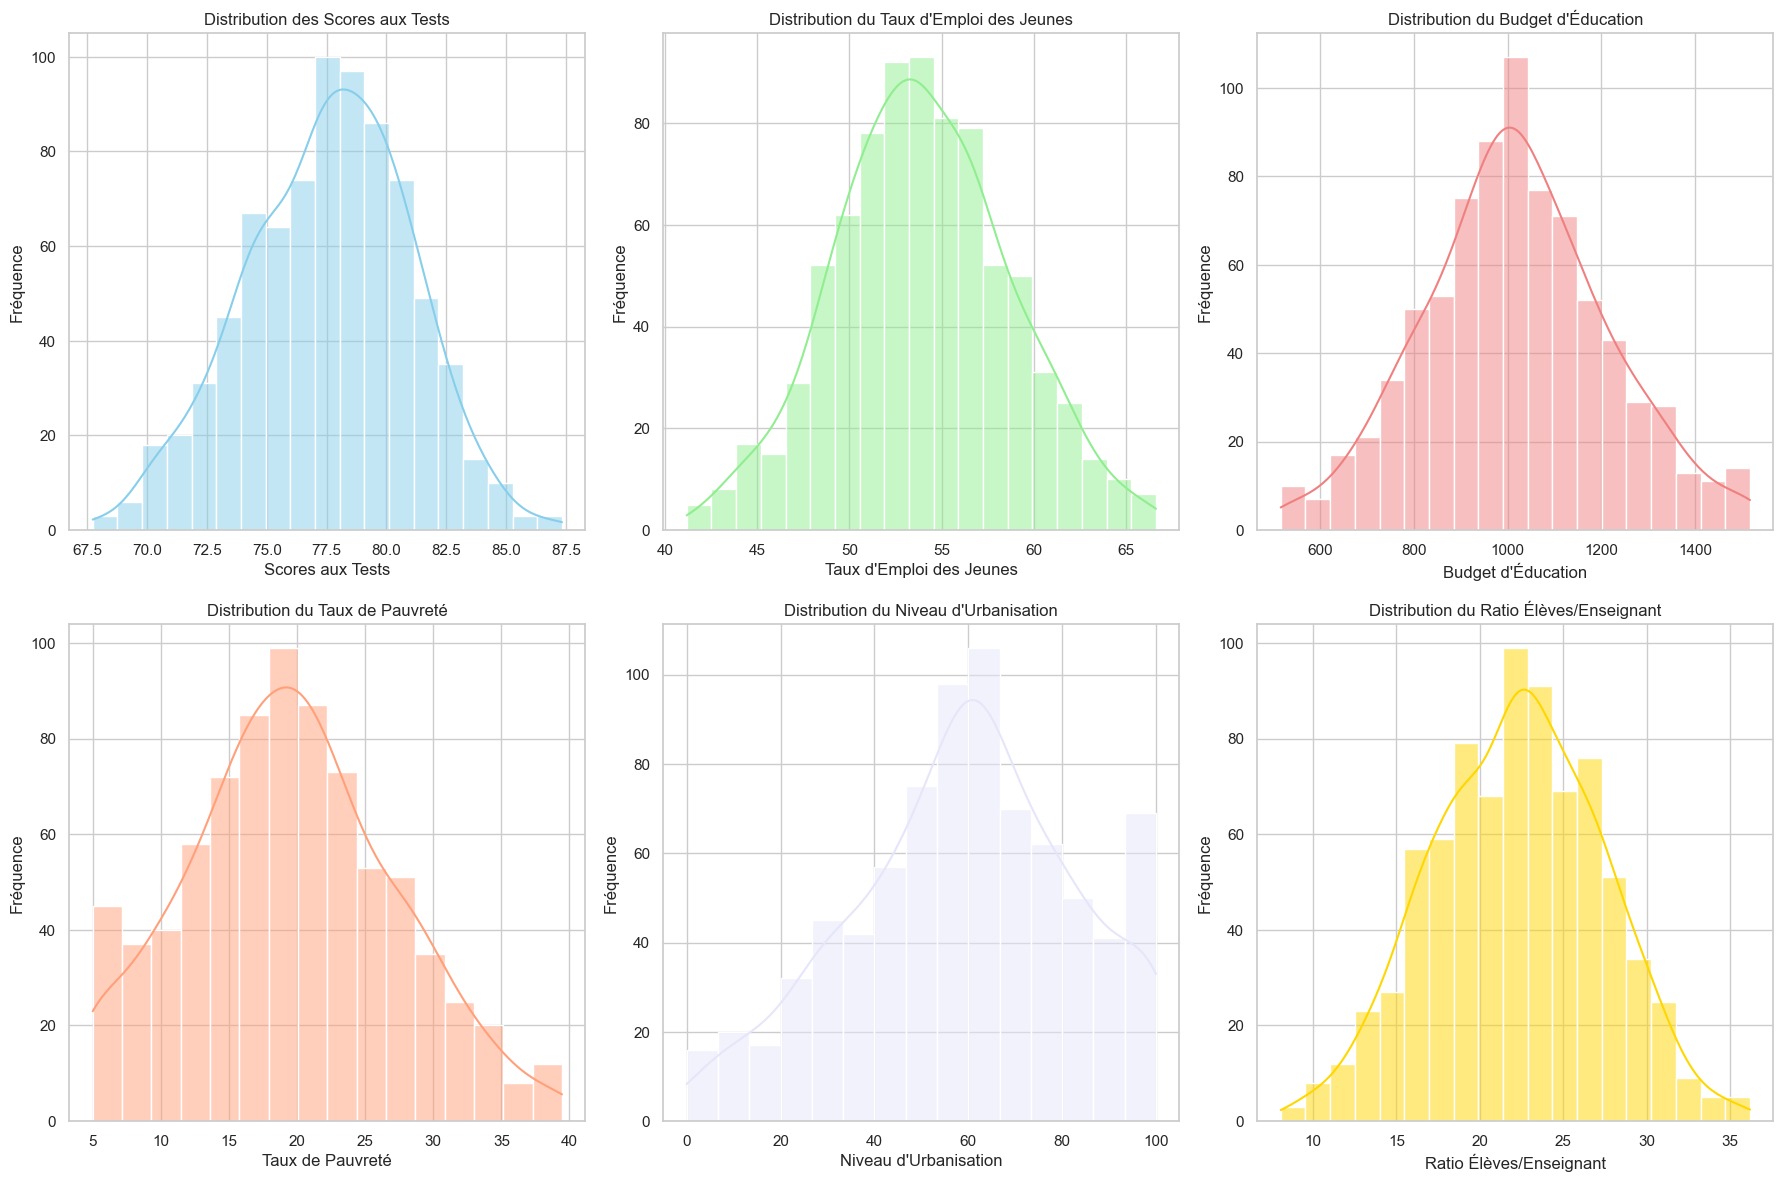 Distribution des Scores aux Tests
Fréquence
100
80
60
40
20
0
67.5 70.0 72.5 75.0 77.5 80.0 82.5 85.0 87.5
Scores aux Tests
Distribution du Taux d'Emploi des Jeunes
Fréquence
80
60
40
20
0
40 45 50 55 60 65
Taux d'Emploi des Jeunes
Distribution du Budget d'Éducation
Fréquence
100
80
60
40
20
0
600 800 1000 1200 1400
Budget d'Éducation
Distribution du Taux de Pauvreté
Fréquence
100
80
60
40
20
0
5 10 15 20 25 30 35 40
Taux de Pauvreté
Distribution du Niveau d'Urbanisation
Fréquence
100
80
60
40
20
0
0 20 40 60 80 100
Niveau d'Urbanisation
Distribution du Ratio Élèves/Enseignant
Fréquence
100
80
60
40
20
0
10 15 20 25 30 35
Ratio Élèves/Enseignant